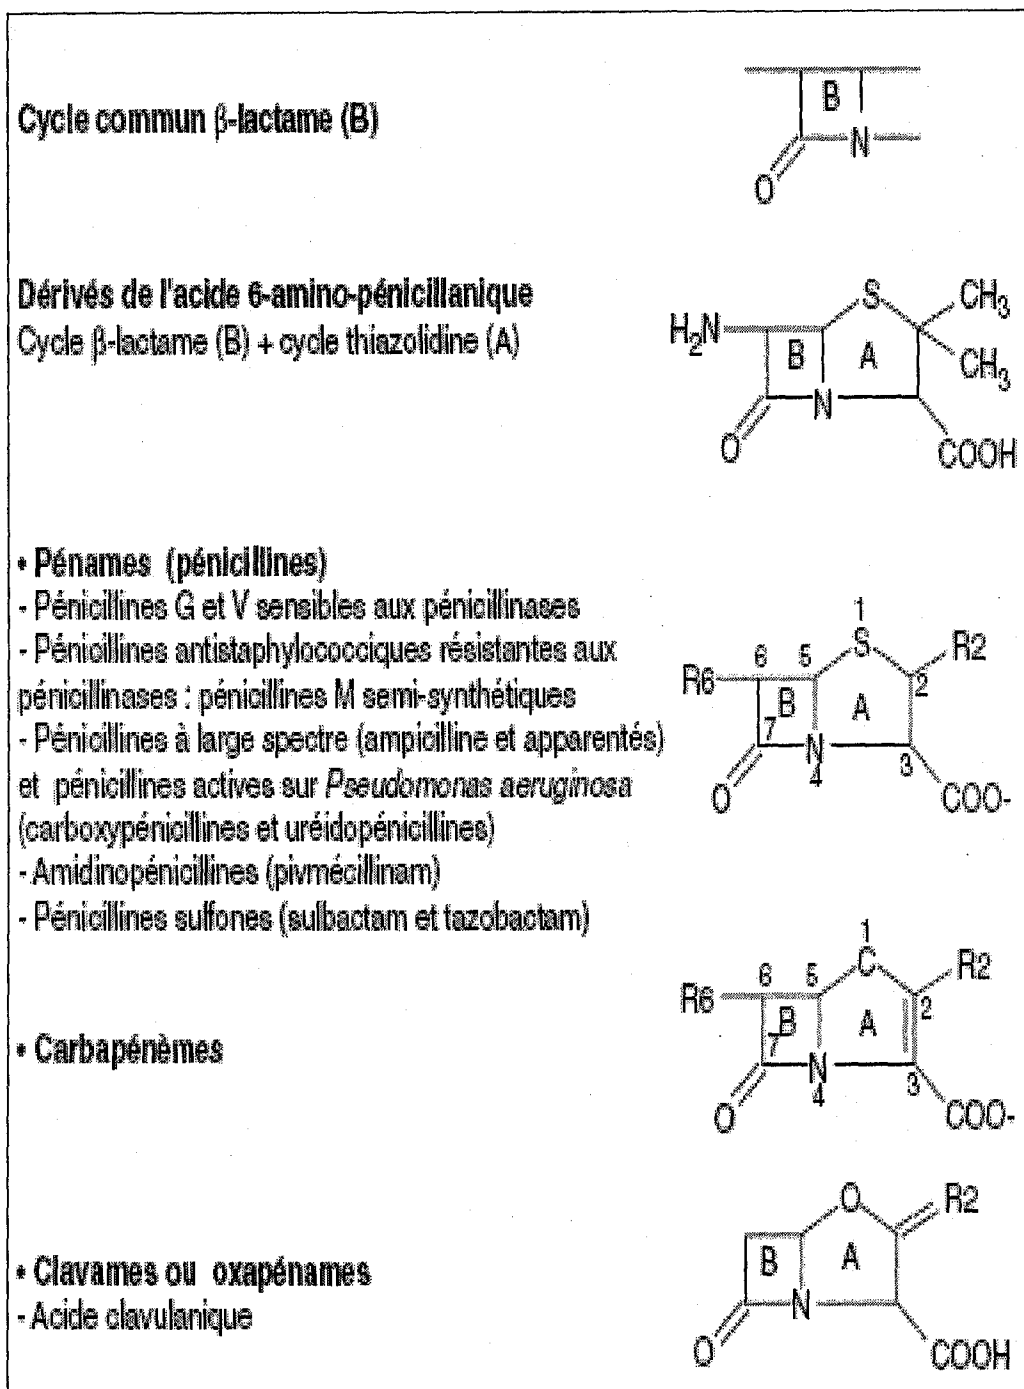 Cycle commun β-lactame (B)
B
N
O
Dérivés de l'acide 6-amino-pénicillanique
Cycle β-lactame (B) + cycle thiazolidine (A)
S
CH3
H2N
B
A
CH3
N
O
COOH
• Pénames (pénicillines)
- Pénicillines G et V sensibles aux pénicillinases
- Pénicillines antistaphylococciques résistantes aux
pénicillinases : pénicillines M semi-synthétiques
- Pénicillines à large spectre (ampicilline et apparentés)
et pénicillines actives sur Pseudomonas aeruginosa
(carboxypénicillines et uréidopénicillines)
- Amidinopénicillines (pivmécillinam)
- Pénicillines sulfones (sulbactam et tazobactam)
1
S
R2
6
5
R6
2
B
A
7
N
4
3
O
COO-
• Carbapénèmes
1
C
R2
6
5
R6
2
B
A
7
N
4
3
O
COO-
• Clavames ou oxapénames
- Acide clavulanique
O
R2
B
A
N
O
COOH